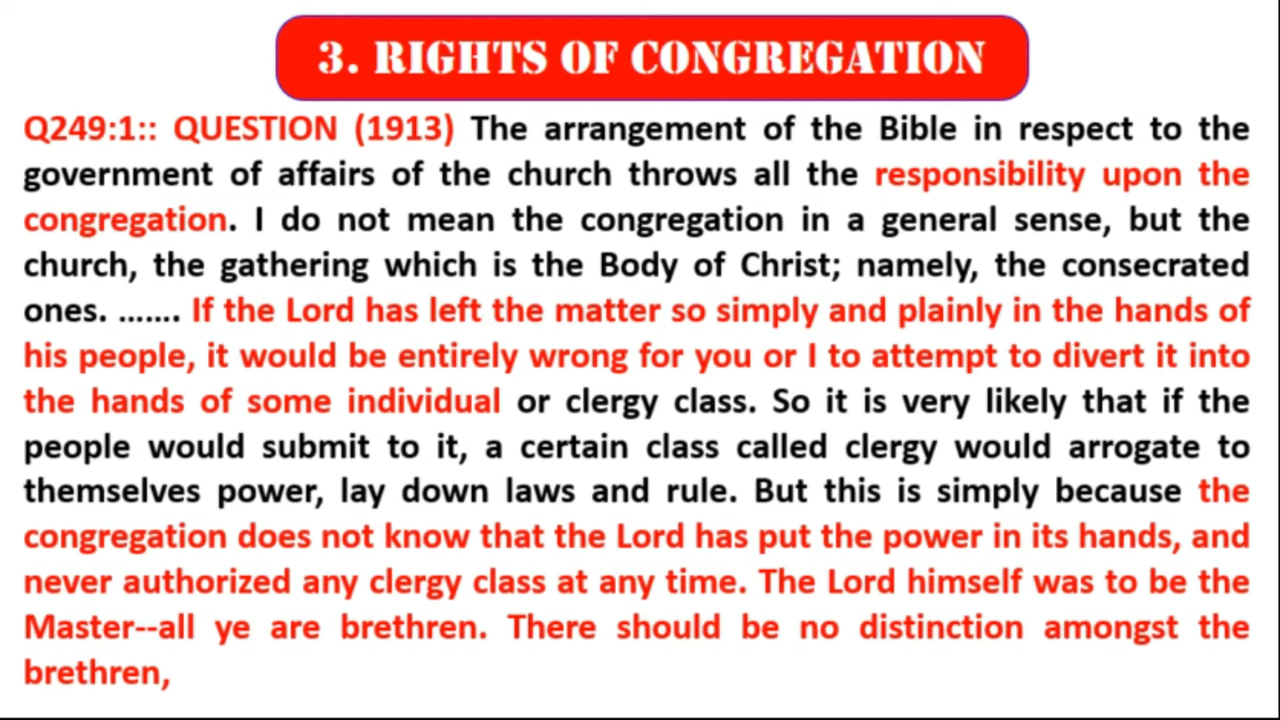 3. RIGHTS OF CONGREGATION
Q249:1:: QUESTION (1913) The arrangement of the Bible in respect to the
government of affairs of the church throws all the responsibility upon the
congregation. I do not mean the congregation in a general sense, but the
church, the gathering which is the Body of Christ; namely, the consecrated
ones. ....... If the Lord has left the matter so simply and plainly in the hands of
his people, it would be entirely wrong for you or I to attempt to divert it into
the hands of some individual or clergy class. So it is very likely that if the
people would submit to it, a certain class called clergy would arrogate to
themselves power, lay down laws and rule. But this is simply because the
congregation does not know that the Lord has put the power in its hands, and
never authorized any clergy class at any time. The Lord himself was to be the
Master--all ye are brethren. There should be no distinction amongst the
brethren,